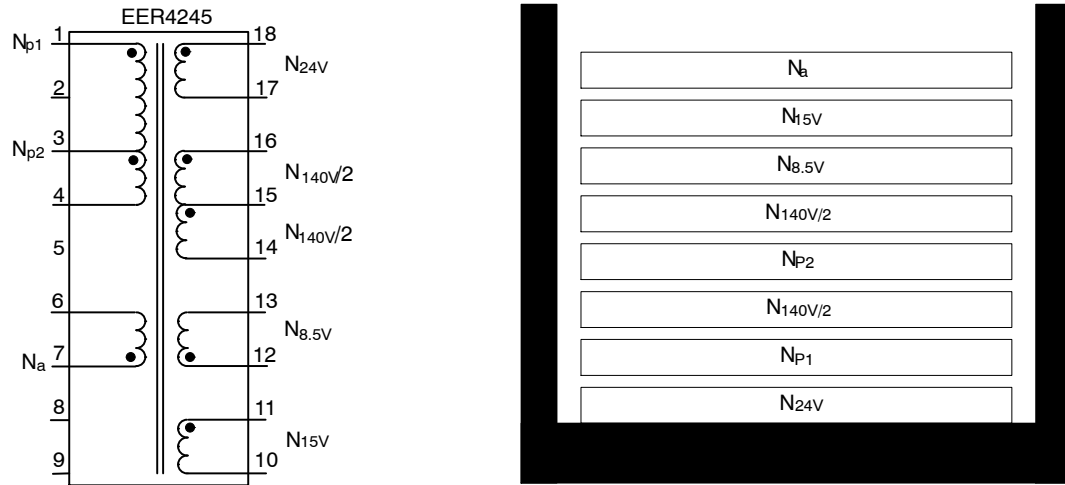 EER4245
Np1 1 18
N24V
2 17
Np2 3 16
N140V/2
4 15
N140V/2
5 14
6 13
N8.5V
Na 7 12
8 11
N15V
9 10
Na
N15V
N8.5V
N140V/2
NP2
N140V/2
NP1
N24V